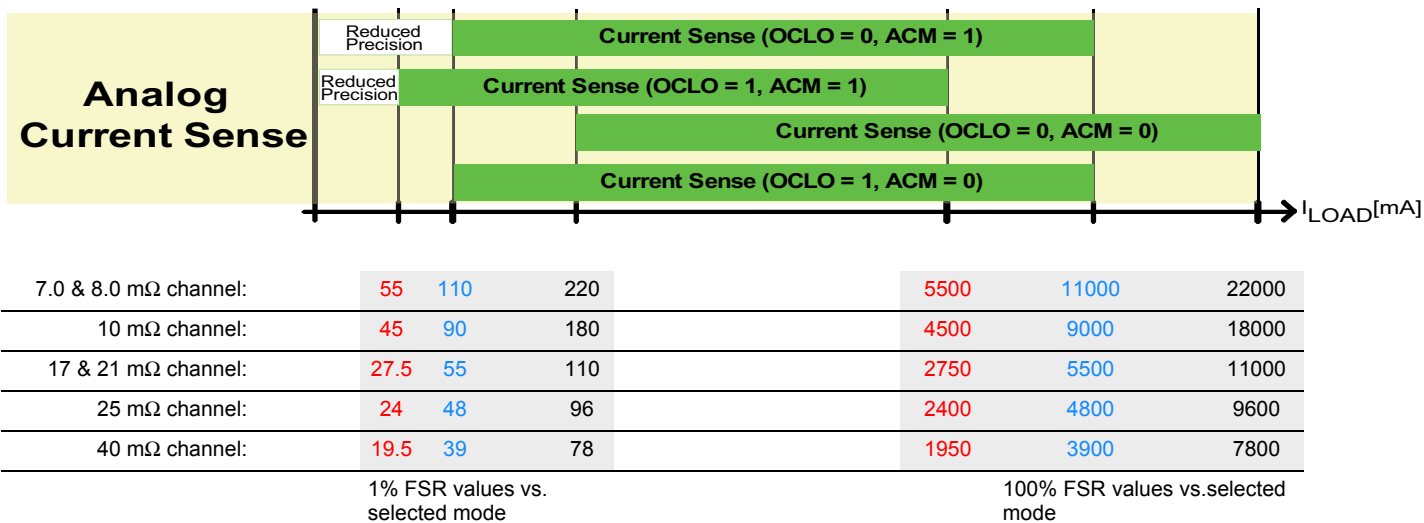 Analog
Current Sense
Reduced
Precision
Current Sense (OCLO = 0, ACM = 1)
Reduced
Precision
Current Sense (OCLO = 1, ACM = 1)
Current Sense (OCLO = 0, ACM = 0)
Current Sense (OCLO = 1, ACM = 0)
ILOAD[mA]
7.0 & 8.0 mΩ channel: 55 110 220 5500 11000 22000
10 mΩ channel: 45 90 180 4500 9000 18000
17 & 21 mΩ channel: 27.5 55 110 2750 5500 11000
25 mΩ channel: 24 48 96 2400 4800 9600
40 mΩ channel: 19.5 39 78 1950 3900 7800
1% FSR values vs.
selected mode
100% FSR values vs.selected
mode